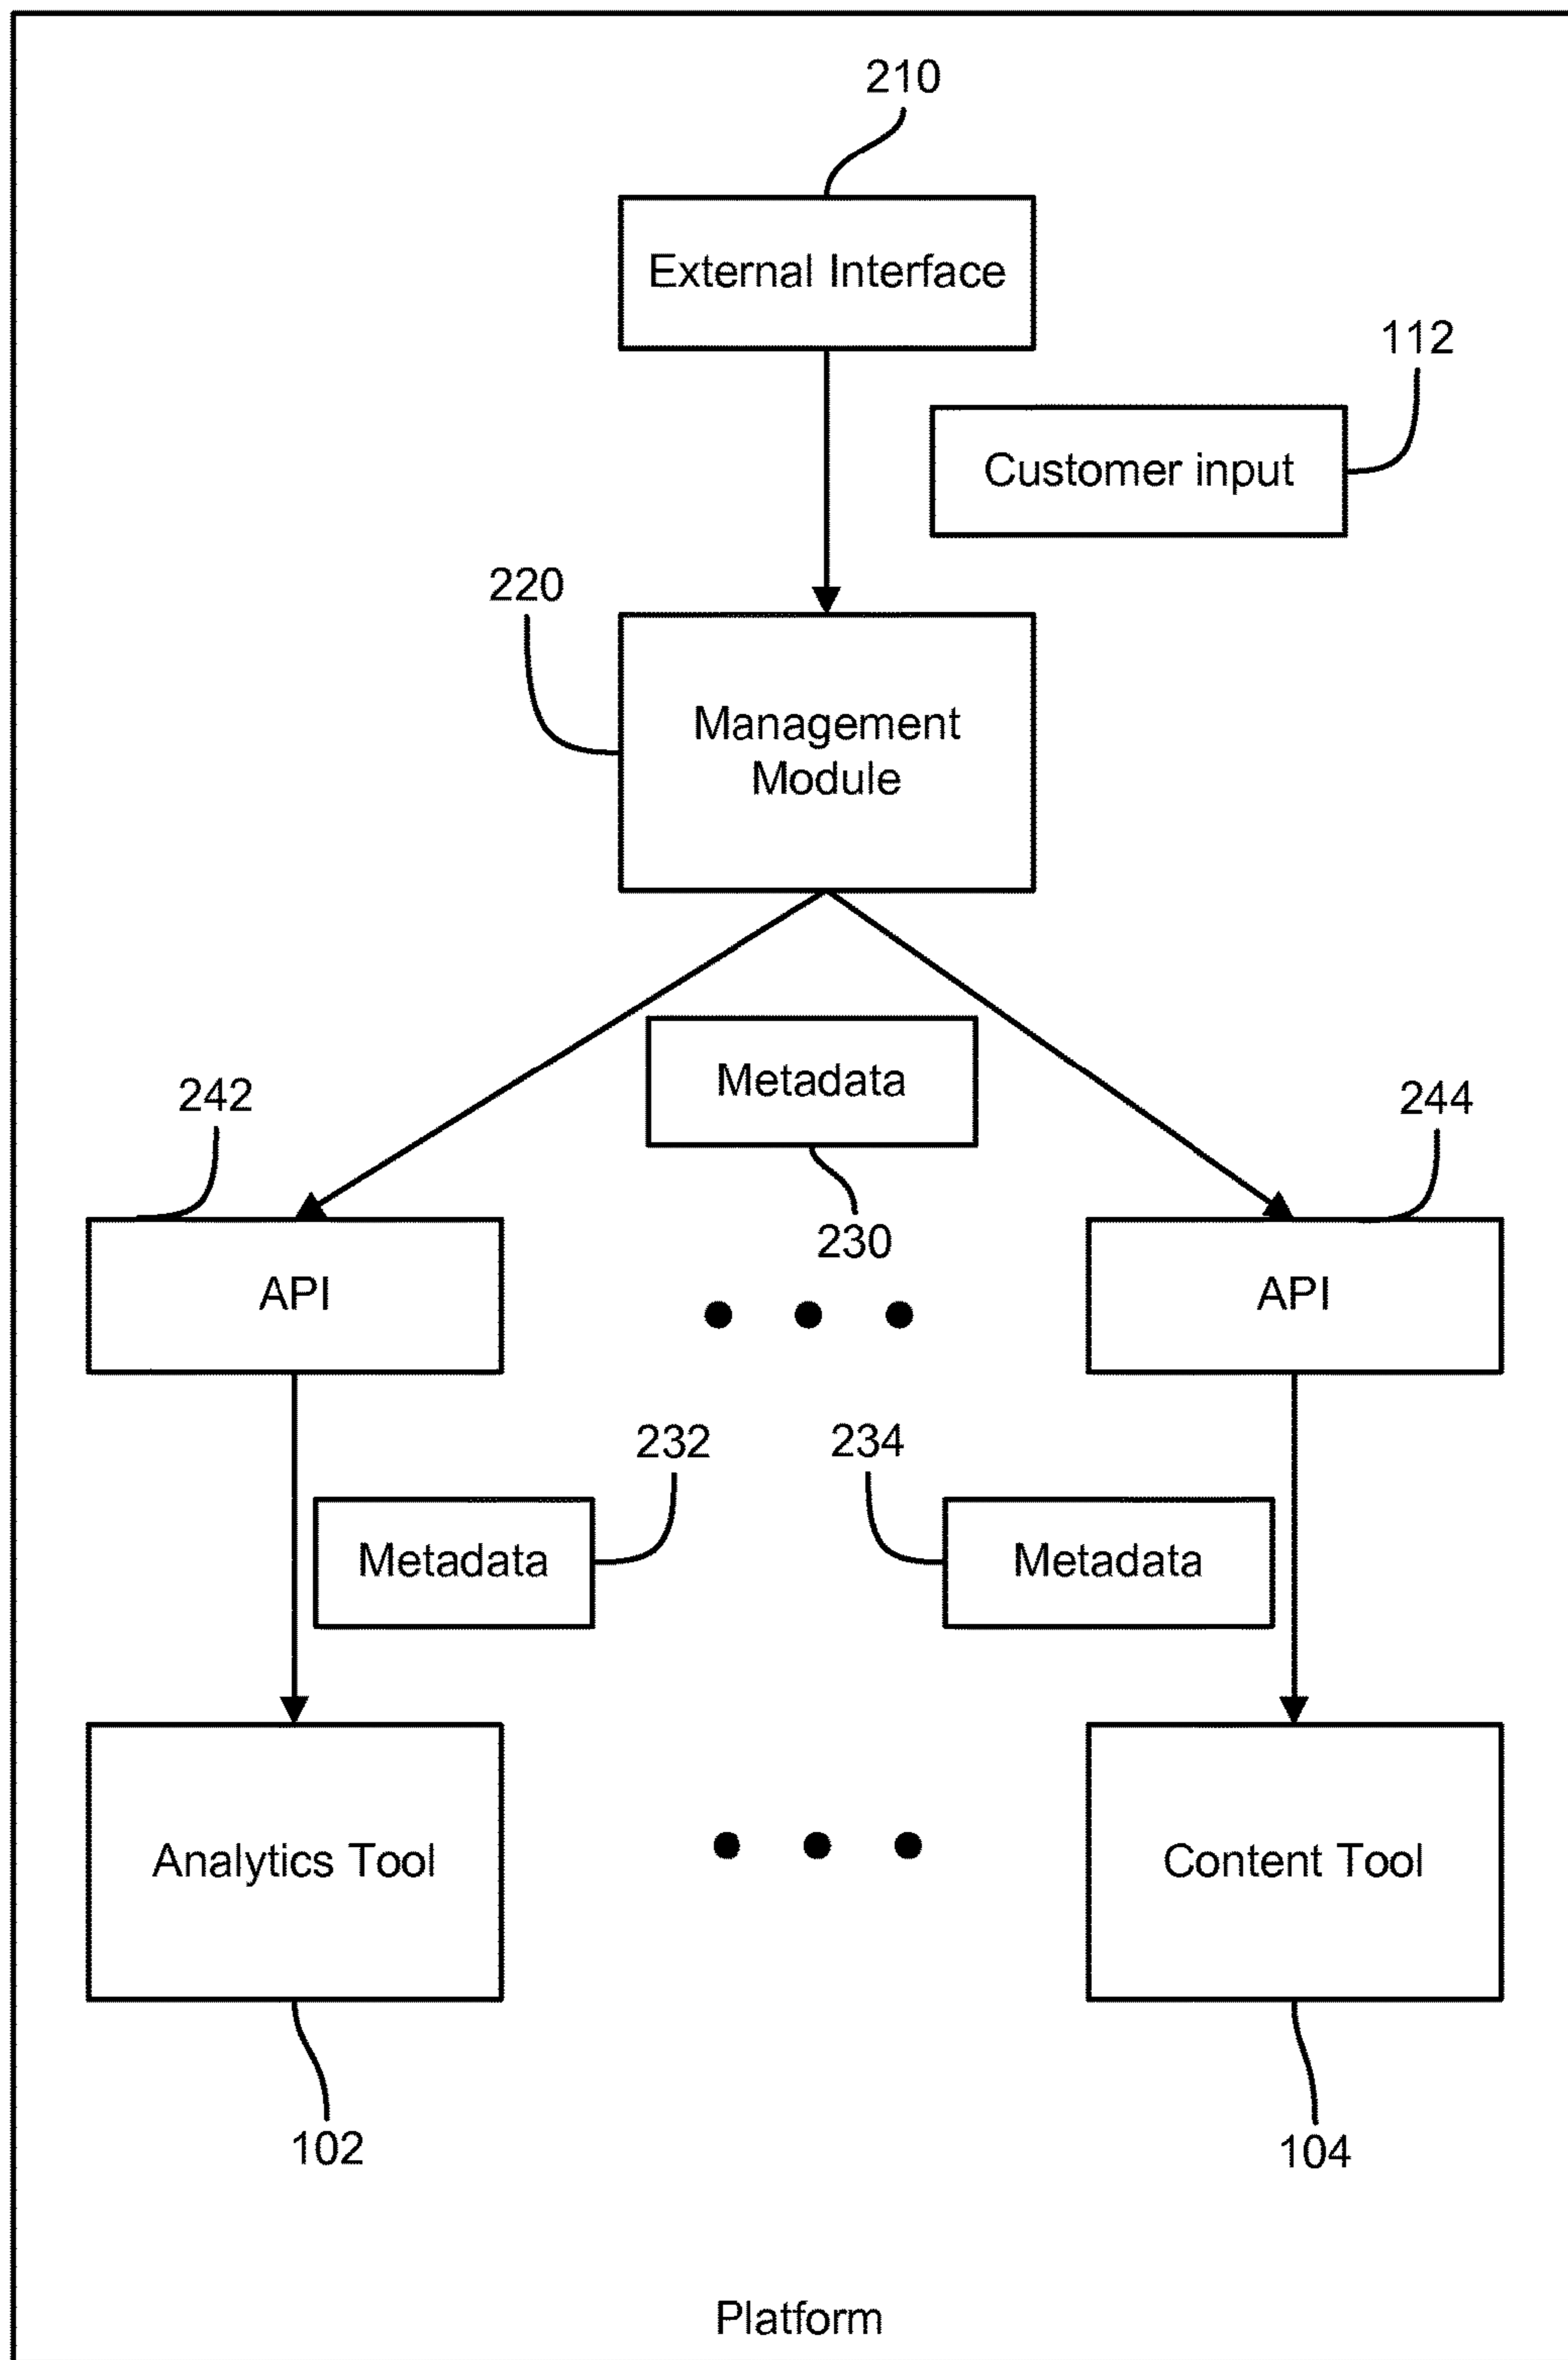 210
External Interface
112
Customer input
220
Management
Module
Metadata
242
244
230
API
API
232
234
Metadata
Metadata
Analytics Tool
Content Tool
102
104
Platform